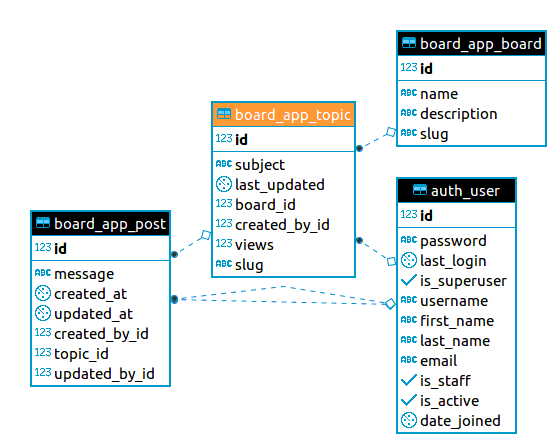 board_app_board
123 id
ABC name
ABC description
ABC slug
board_app_topic
123 id
ABC subject
last_updated
123 board_id
123 created_by_id
123 views
ABC slug
auth_user
123 id
ABC password
last_login
is_superuser
ABC username
ABC first_name
ABC last_name
ABC email
is_staff
is_active
date_joined
board_app_post
123 id
ABC message
created_at
updated_at
123 created_by_id
123 topic_id
123 updated_by_id